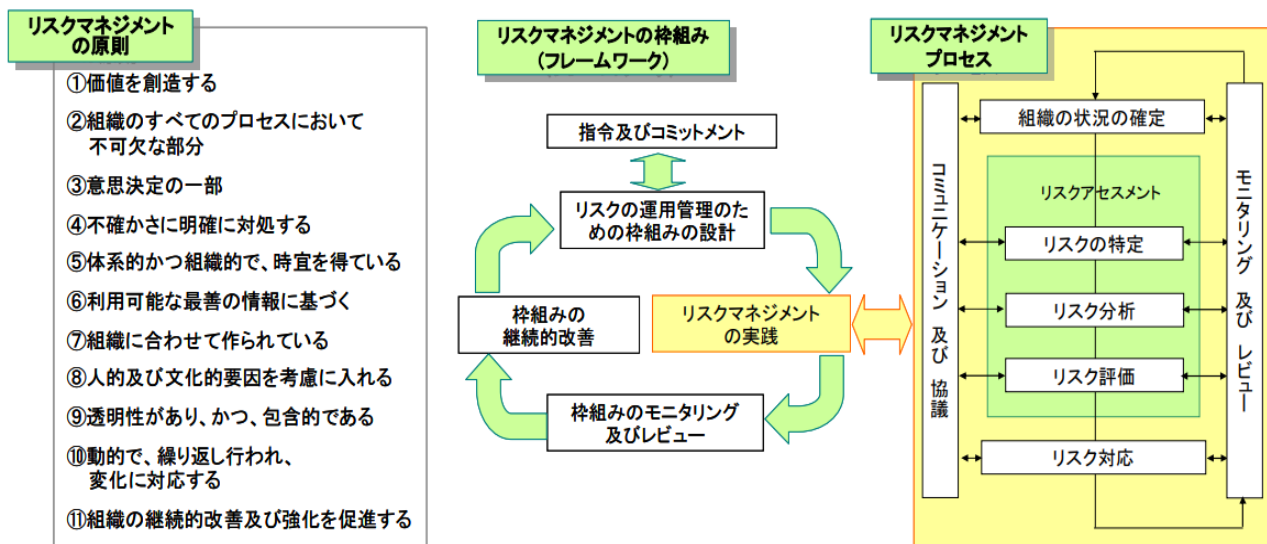 リスクマネジメント
の原則
①価値を創造する
②組織のすべてのプロセスにおいて
不可欠な部分
③意思決定の一部
④不確かさに明確に対処する
⑤体系的かつ組織的で、時宜を得ている
⑥利用可能な最善の情報に基づく
⑦組織に合わせて作られている
⑧人的及び文化的要因を考慮に入れる
⑨透明性があり、かつ、包含的である
⑩動的で、繰り返し行われ、
変化に対応する
⑪組織の継続的改善及び強化を促進する
リスクマネジメントの枠組み
(フレームワーク)
指令及びコミットメント
リスクの運用管理のた
めの枠組みの設計
枠組みの
継続的改善
リスクマネジメント
の実践
枠組みのモニタリング
及びレビュー
リスクマネジメント
プロセス
コミュニケーション 及び 協議
組織の状況の確定
リスクアセスメント
リスクの特定
リスク分析
リスク評価
リスク対応
モニタリング 及び レビュー